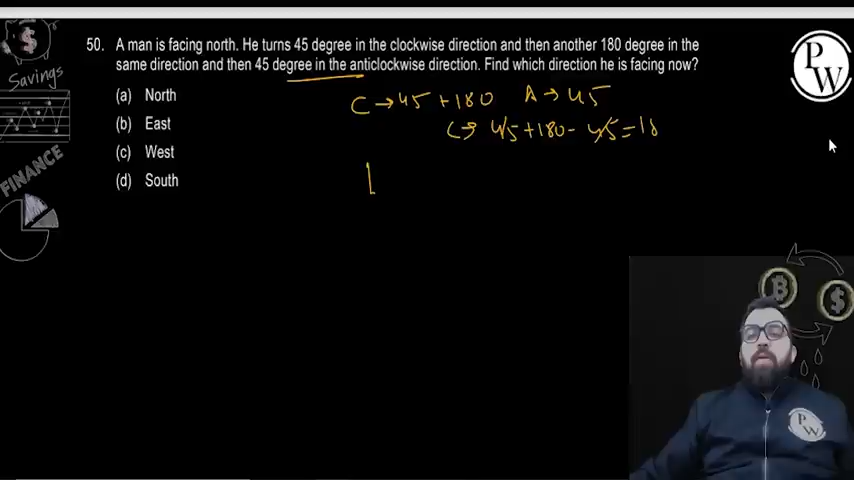 50. A man is facing north. He turns 45 degree in the clockwise direction and then another 180 degree in the
same direction and then 45 degree in the anticlockwise direction. Find which direction he is facing now?
(a) North
(b) East
(c) West
(d) South
C → 45 + 180 A → 45
C → 45 + 180 - 45 = 18
Savings
FINANCE
P
W
P
W